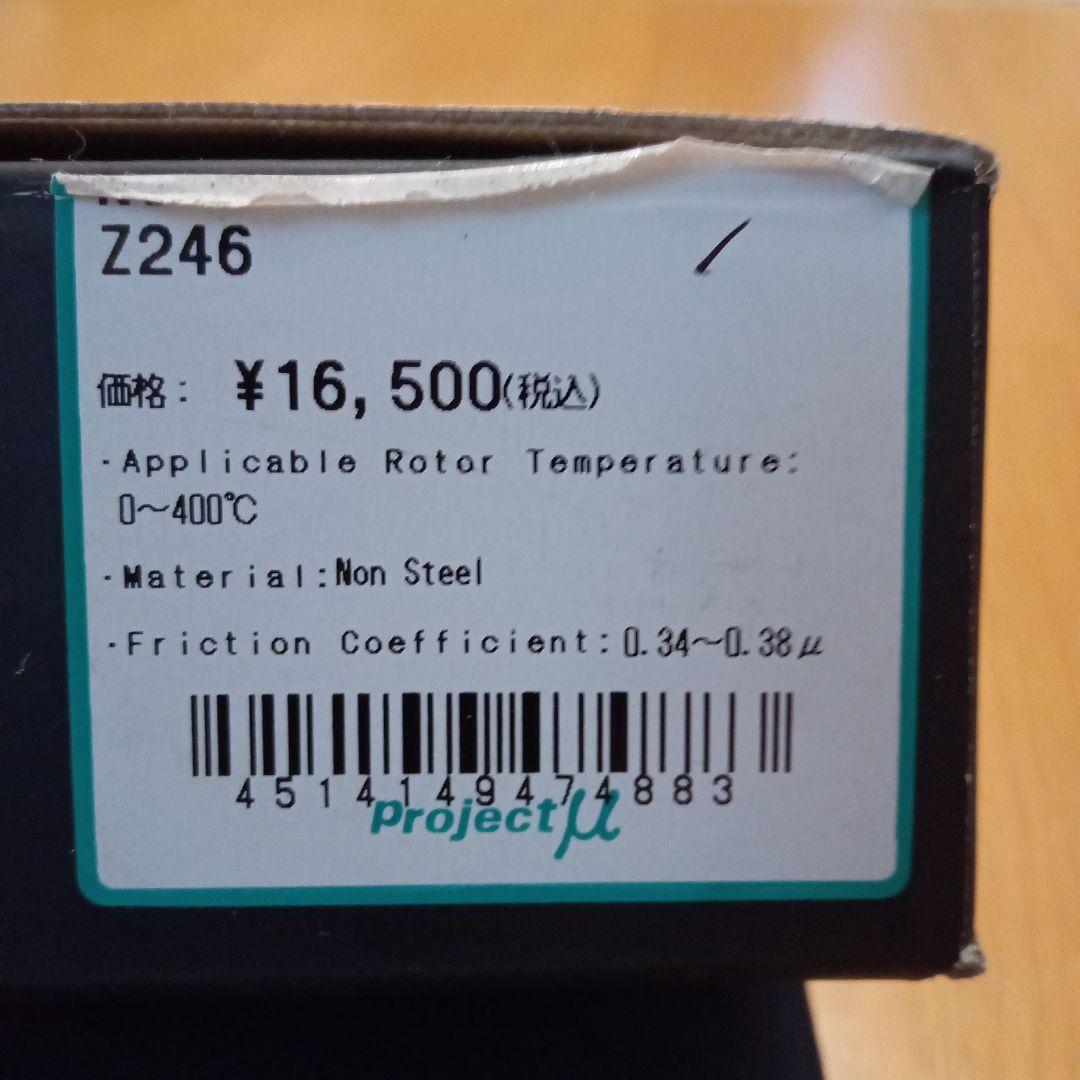 Z246
価格: ¥16,500(税込)
·Applicable Rotor Temperature:
0~400℃
·Material:Non Steel
·Friction Coefficient:0.34~0.38μ
4514149474883
Projectμ